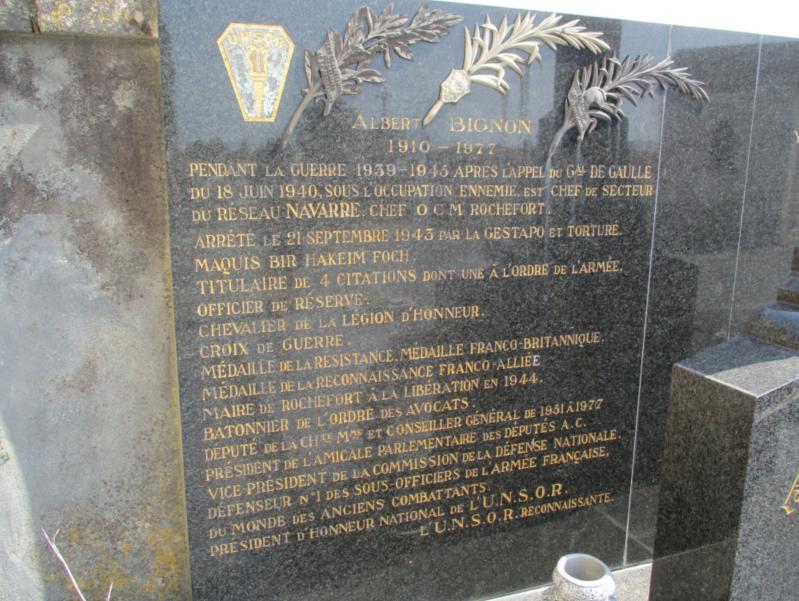 UNSOR
ALBERT BIGNON
1910 - 1977
PENDANT LA GUERRE 1939-1945 APRÈS L'APPEL DU GAL DE GAULLE
DU 18 JUIN 1940, SOUS L'OCCUPATION ENNEMIE, EST CHEF DE SECTEUR
DU RÉSEAU NAVARRE, CHEF O C M ROCHEFORT.
ARRÊTÉ LE 21 SEPTEMBRE 1943 PAR LA GESTAPO ET TORTURE.
MAQUIS BIR HAKEIM FOCH.
TITULAIRE DE 4 CITATIONS DONT UNE À L'ORDRE DE L'ARMÉE.
OFFICIER DE RÉSERVE.
CHEVALIER DE LA LÉGION D'HONNEUR.
CROIX DE GUERRE.
MÉDAILLE DE LA RESISTANCE, MÉDAILLE FRANCO-BRITANNIQUE.
MÉDAILLE DE LA RECONNAISSANCE FRANCO-ALLIÉE
MAIRE DE ROCHEFORT À LA LIBÉRATION EN 1944.
BATONNIER DE L'ORDRE DES AVOCATS.
DEPUTÉ DE LA CHTE MME ET CONSEILLER GÉNÉRAL DE 1951 À 1977
PRÉSIDENT DE L'AMICALE PARLEMENTAIRE DES DÉPUTÉS A.C.
VICE-PRÉSIDENT DE LA COMMISSION DE LA DÉFENSE NATIONALE.
DÉFENSEUR N°1 DES SOUS-OFFICIERS DE L'ARMÉE FRANÇAISE,
DU MONDE DES ANCIENS COMBATTANTS.
PRÉSIDENT D'HONNEUR NATIONAL DE L'U.N.S.O.R.
L'U.N.S.O.R. RECONNAISSANTE.